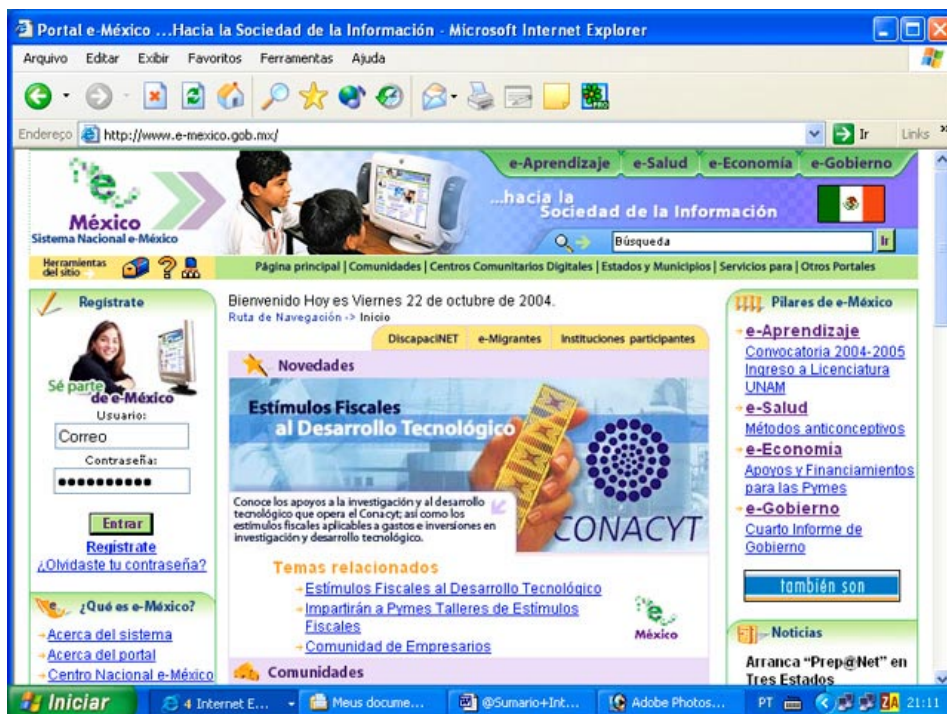 Portal e-México ...Hacia la Sociedad de la Información - Microsoft Internet Explorer
Arquivo Editar Exibir Favoritos Ferramentas Ajuda
PRO
Endereço http://www.e-mexico.gob.mx/ Ir Links »
e-Aprendizaje e-Salud e-Economía e-Gobierno
e
México
Sistema Nacional e-México
...hacia la
Sociedad de la Información
Búsqueda Ir
Herramientas
del sitio
Página principal | Comunidades | Centros Comunitarios Digitales | Estados y Municipios | Servicios para | Otros Portales
Regístrate
Sé parte
de e-México
Usuario:
Correo
Contraseña:
••••••••••
Entrar
Regístrate
¿Olvidaste tu contraseña?
¿Qué es e-México?
Acerca del sistema
Acerca del portal
Centro Nacional e-México
Bienvenido Hoy es Viernes 22 de octubre de 2004.
Ruta de Navegación -> Inicio
DiscapaciNET e-Migrantes Instituciones participantes
Novedades
Estímulos Fiscales
al Desarrollo Tecnológico
Conoce los apoyos a la investigación y al desarrollo
tecnológico que opera el Conacyt; así como los
estímulos fiscales aplicables a gastos e inversiones en
investigación y desarrollo tecnológico.
CONACYT
Temas relacionados
Estímulos Fiscales al Desarrollo Tecnológico
Impartirán a Pymes Talleres de Estímulos
Fiscales
Comunidad de Empresarios
e
México
Comunidades
Pilares de e-México
e-Aprendizaje
Convocatoria 2004-2005
Ingreso a Licenciatura
UNAM
e-Salud
Métodos anticonceptivos
e-Economía
Apoyos y Financiamientos
para las Pymes
e-Gobierno
Cuarto Informe de
Gobierno
también son
Noticias
Arranca “Prep@Net” en
Tres Estados
Iniciar 4 Internet E... Meus docume... @Sumario+Int... Adobe Photos... PT ZA 21:11